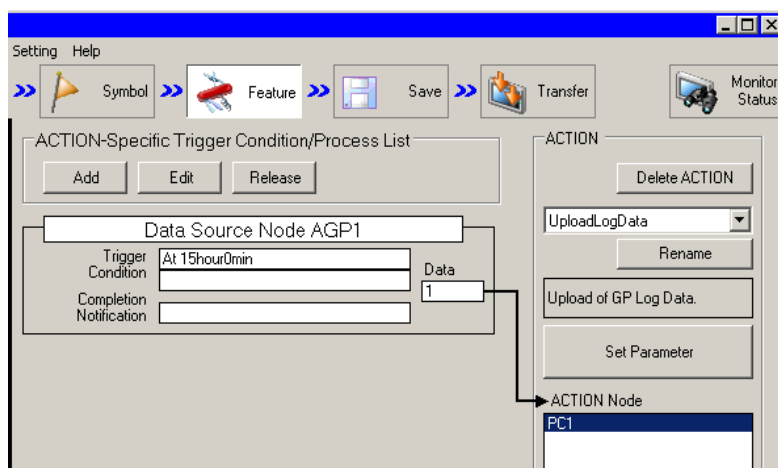 Setting Help
Symbol Feature Save Transfer Monitor
Status
ACTION-Specific Trigger Condition/Process List
Add Edit Release
Data Source Node AGP1
Trigger
Condition
At 15hour0min
Data
1
Completion
Notification
ACTION
Delete ACTION
UploadLogData
Rename
Upload of GP Log Data.
Set Parameter
ACTION Node
PC1